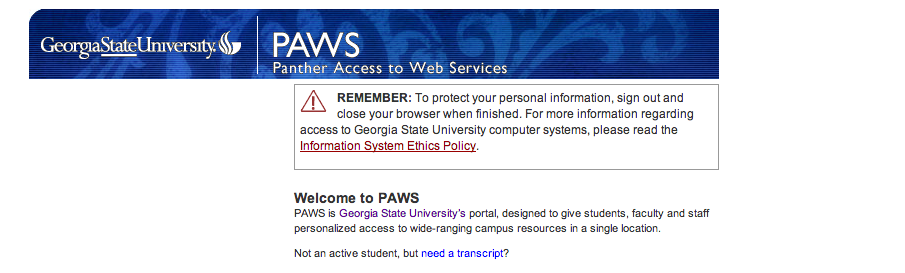 GeorgiaStateUniversity
PAWS
Panther Access to Web Services
REMEMBER: To protect your personal information, sign out and
close your browser when finished. For more information regarding
access to Georgia State University computer systems, please read the
Information System Ethics Policy.
Welcome to PAWS
PAWS is Georgia State University's portal, designed to give students, faculty and staff
personalized access to wide-ranging campus resources in a single location.
Not an active student, but need a transcript?